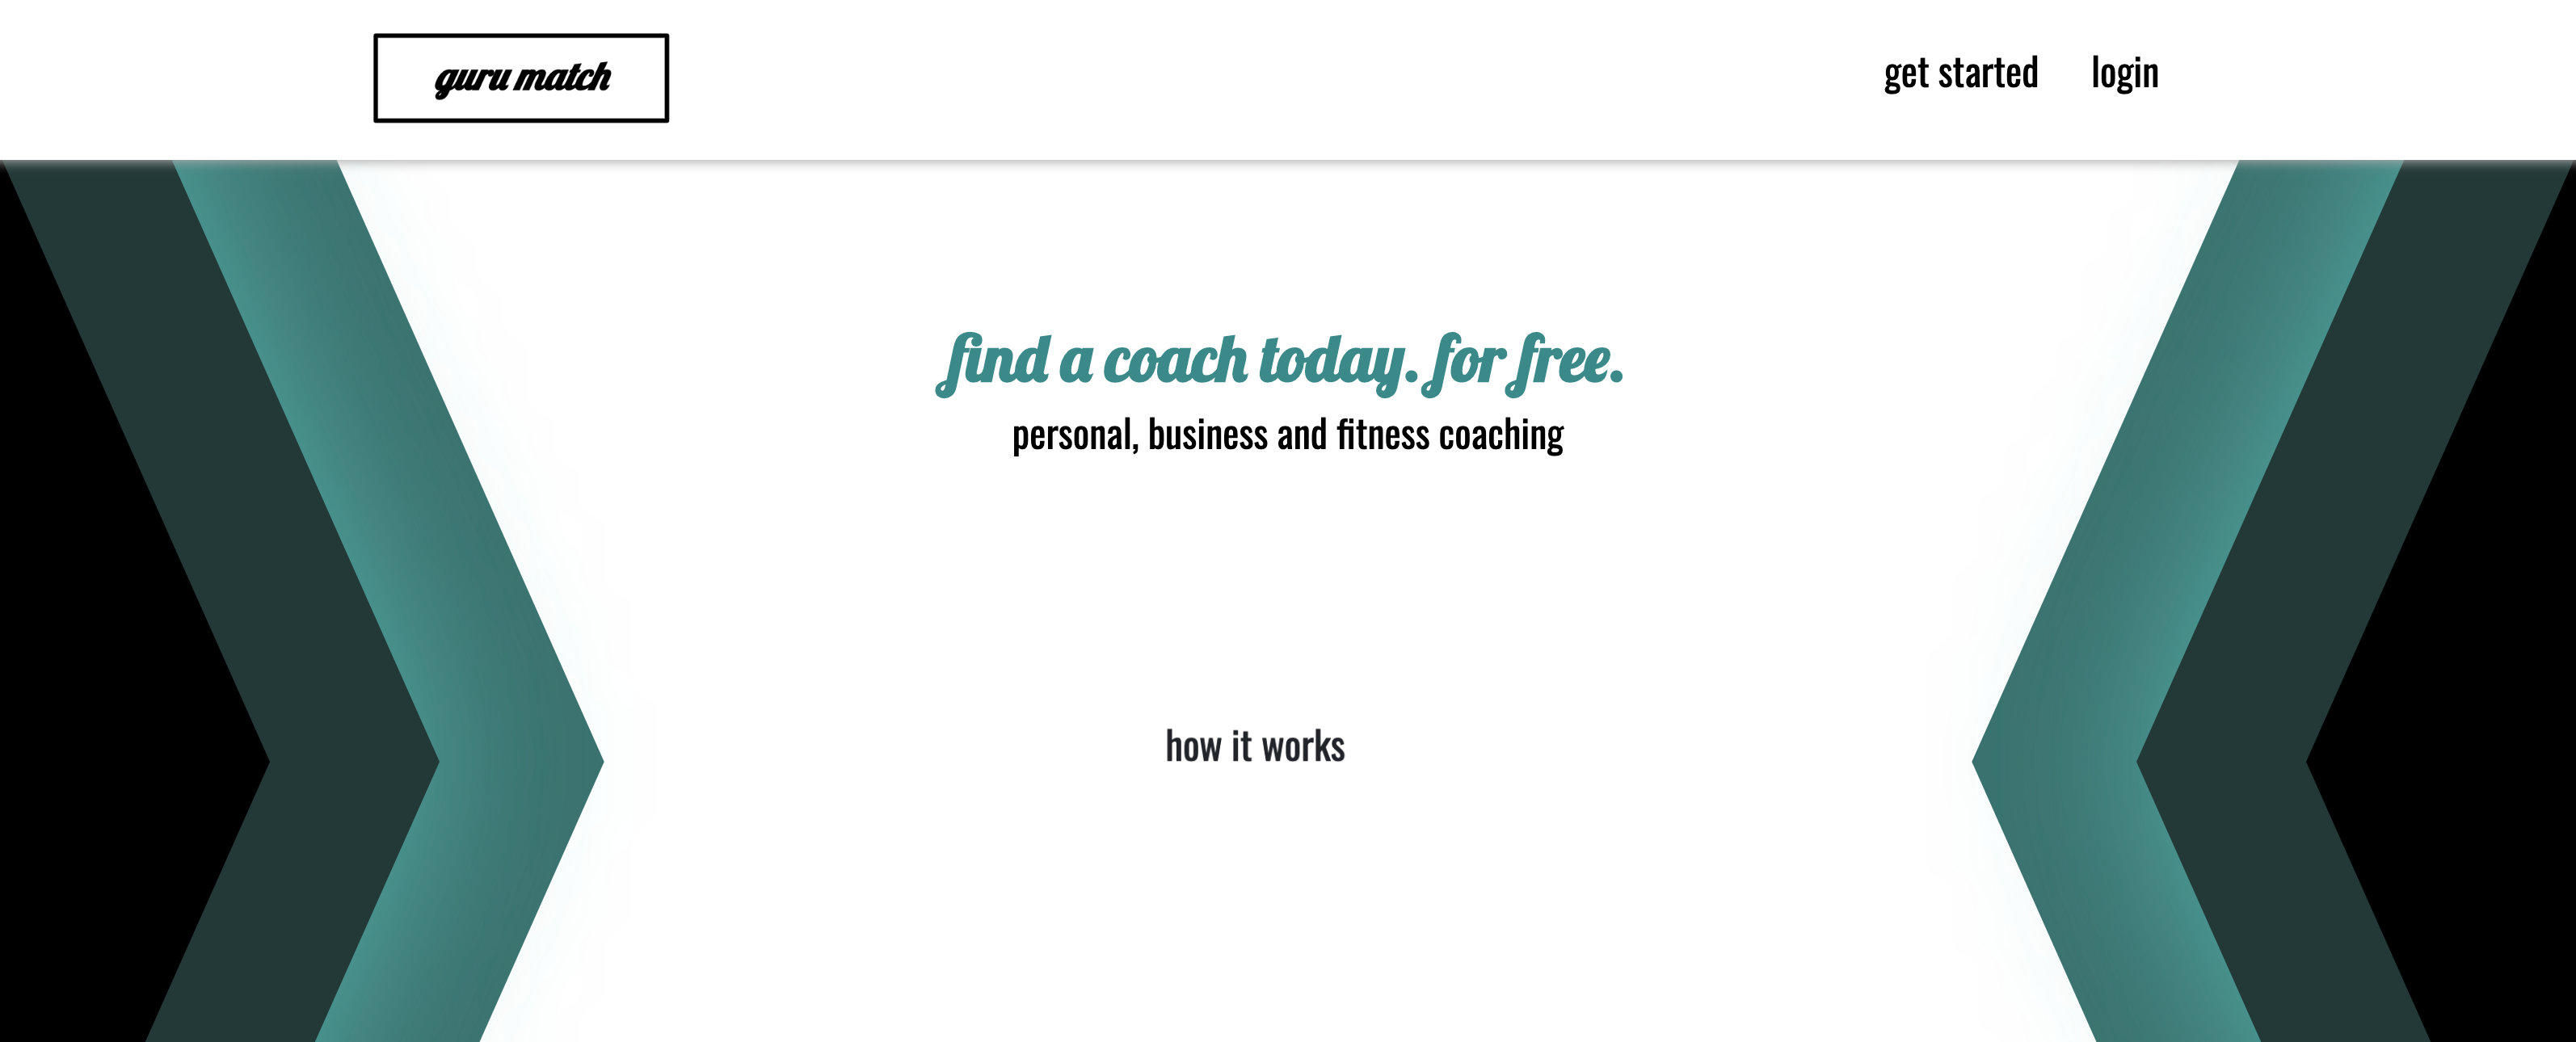 guru match
get started login
find a coach today. for free.
personal, business and fitness coaching
how it works